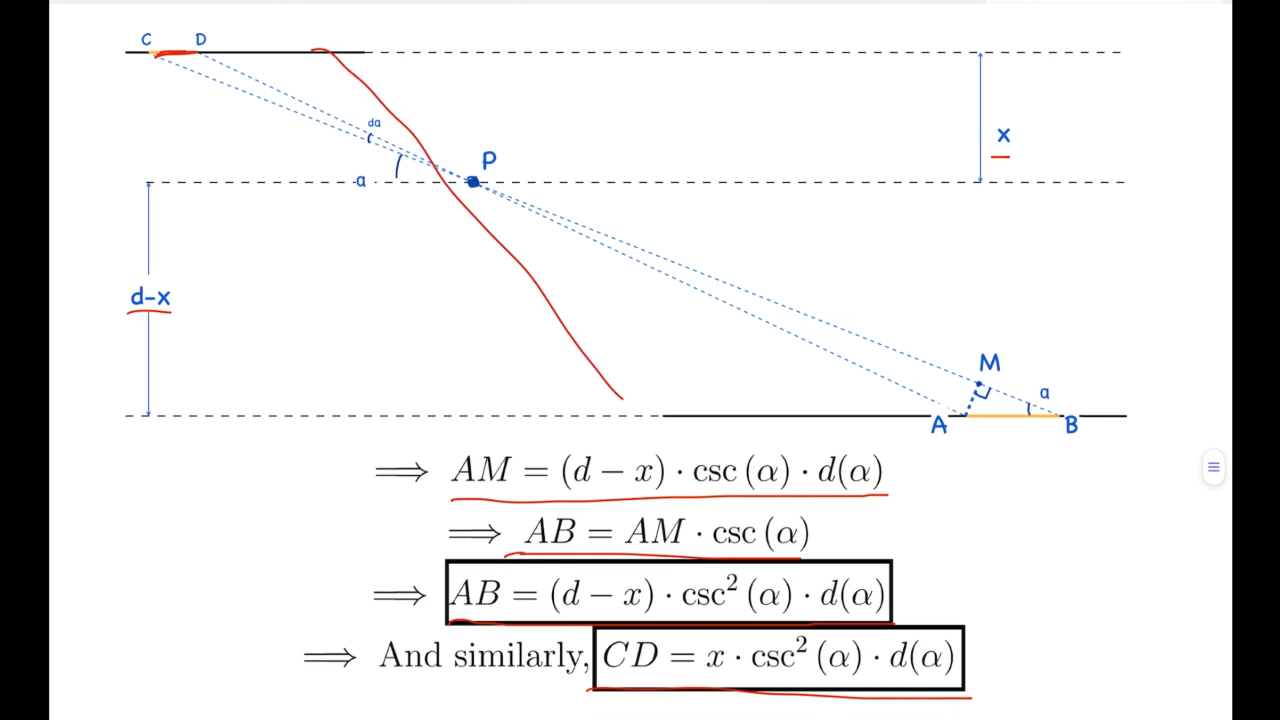 C D
da
x
P
a
d-x
M
a
A B
⟹ AM = (d − x) · csc (α) · d(α)
⟹ AB = AM · csc (α)
⟹ AB = (d − x) · csc² (α) · d(α)
⟹ And similarly, CD = x · csc² (α) · d(α)